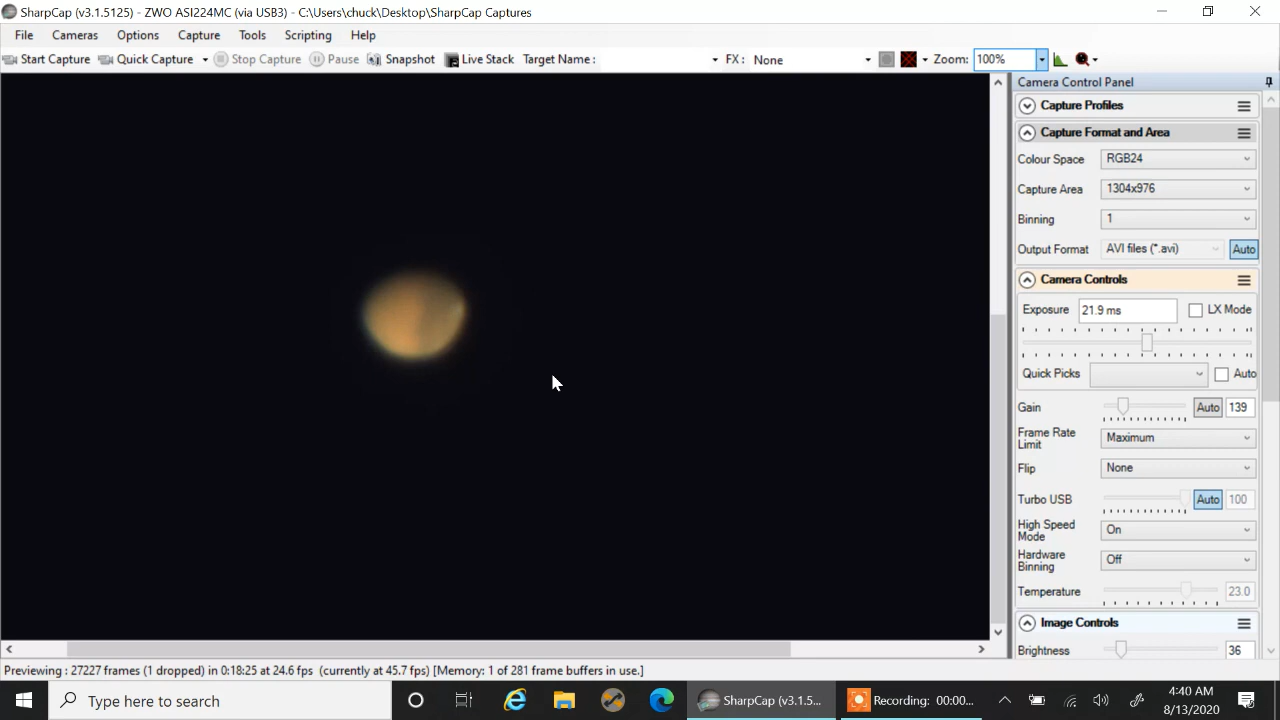 SharpCap (v3.1.5125) - ZWO ASI224MC (via USB3) - C:\Users\chuck\Desktop\SharpCap Captures
File Cameras Options Capture Tools Scripting Help
Start Capture Quick Capture Stop Capture Pause Snapshot Live Stack Target Name : FX : None Zoom: 100%
Camera Control Panel
Capture Profiles
Capture Format and Area
Colour Space RGB24
Capture Area 1304x976
Binning 1
Output Format AVI files (*.avi) Auto
Camera Controls
Exposure 21.9 ms LX Mode
Quick Picks Auto
Gain Auto 139
Frame Rate Limit Maximum
Flip None
Turbo USB Auto 100
High Speed Mode On
Hardware Binning Off
Temperature 23.0
Image Controls
Brightness 36
Previewing : 27227 frames (1 dropped) in 0:18:25 at 24.6 fps (currently at 45.7 fps) [Memory: 1 of 281 frame buffers in use.]
Type here to search
SharpCap (v3.1.5...
Recording: 00:00...
4:40 AM
8/13/2020